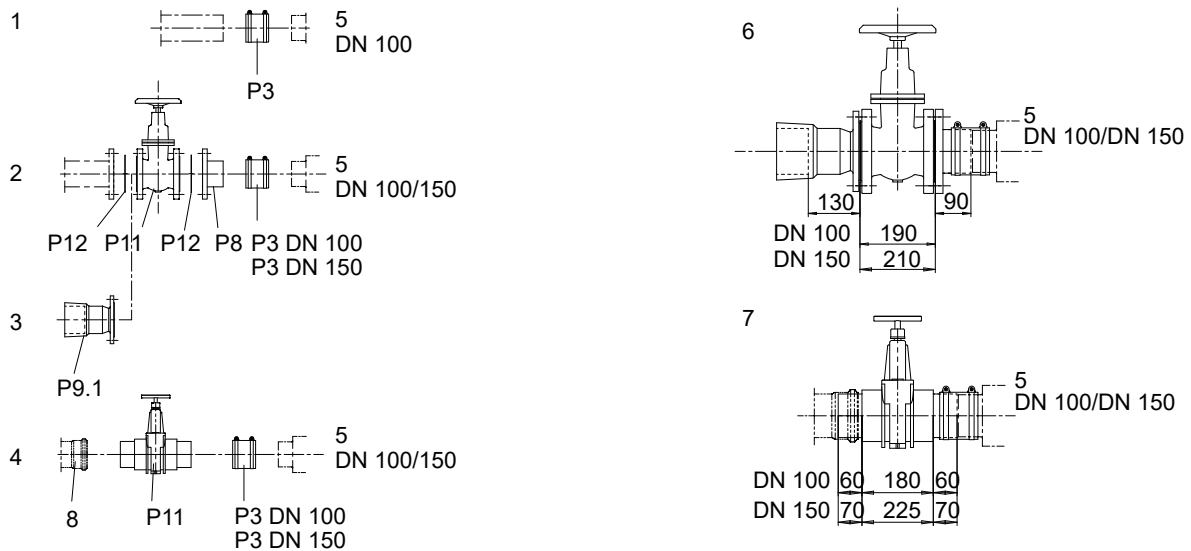 1
5
DN 100
P3
2
5
DN 100/150
P12 P11 P12 P8 P3 DN 100
P3 DN 150
3
P9.1
4
5
DN 100/150
8 P11 P3 DN 100
P3 DN 150
6
5
DN 100/DN 150
130 90
DN 100 190
DN 150 210
7
5
DN 100/DN 150
DN 100 60 180 60
DN 150 70 225 70